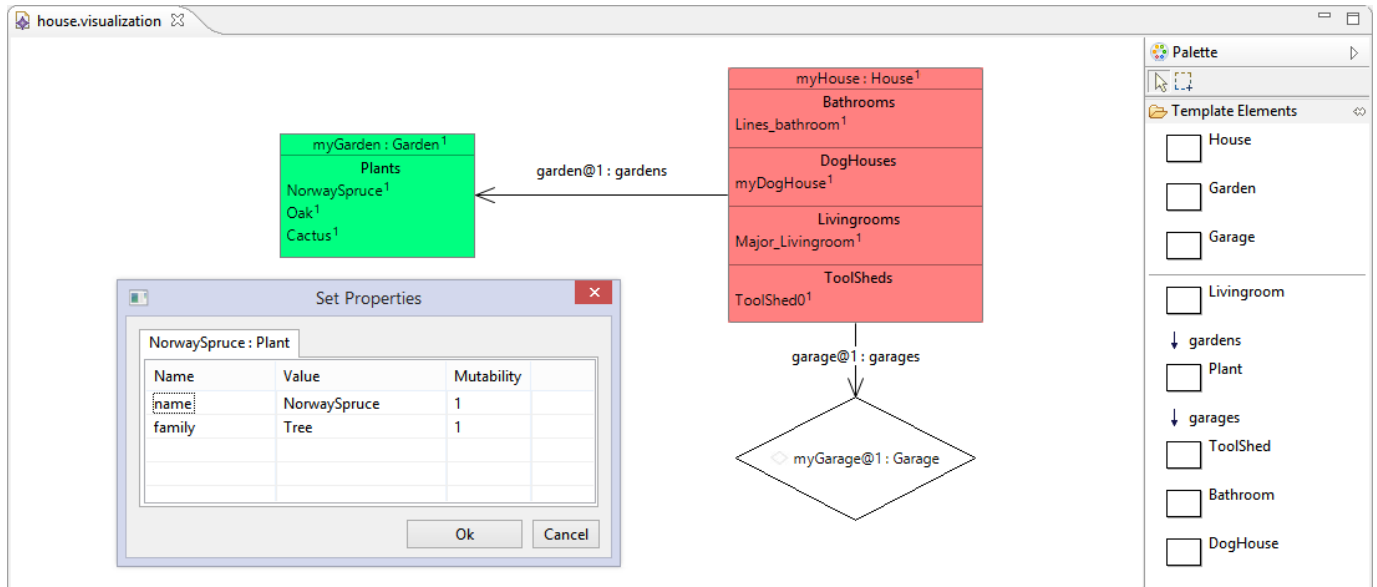 house.visualization
myGarden : Garden1
Plants
NorwaySpruce1
Oak1
Cactus1
garden@1 : gardens
myHouse : House1
Bathrooms
Lines_bathroom1
DogHouses
myDogHouse1
Livingrooms
Major_Livingroom1
ToolSheds
ToolShed01
garage@1 : garages
myGarage@1 : Garage
Set Properties
NorwaySpruce : Plant
Name Value Mutability
name NorwaySpruce 1
family Tree 1
Ok Cancel
Palette
Template Elements
House
Garden
Garage
Livingroom
gardens
Plant
garages
ToolShed
Bathroom
DogHouse